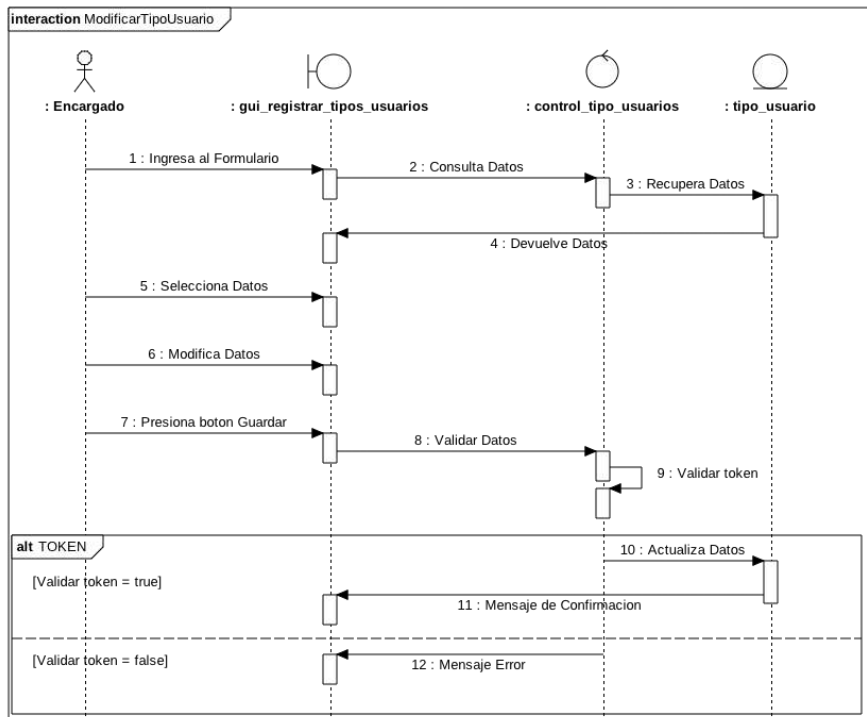 interaction ModificarTipoUsuario
: Encargado
: gui_registrar_tipos_usuarios
: control_tipo_usuarios
: tipo_usuario
1 : Ingresa al Formulario
2 : Consulta Datos
3 : Recupera Datos
4 : Devuelve Datos
5 : Selecciona Datos
6 : Modifica Datos
7 : Presiona boton Guardar
8 : Validar Datos
9 : Validar token
alt TOKEN
10 : Actualiza Datos
[Validar token = true]
11 : Mensaje de Confirmacion
[Validar token = false]
12 : Mensaje Error